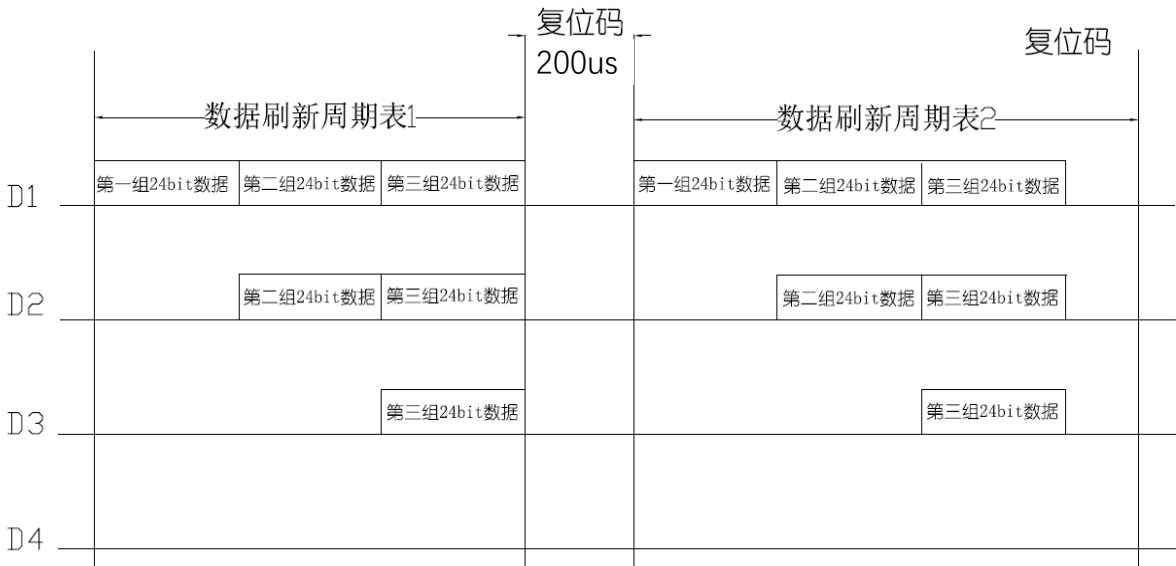 复位码
200us
复位码
数据刷新周期表1
数据刷新周期表2
D1
第一组24bit数据
第二组24bit数据
第三组24bit数据
第一组24bit数据
第二组24bit数据
第三组24bit数据
D2
第二组24bit数据
第三组24bit数据
第二组24bit数据
第三组24bit数据
D3
第三组24bit数据
第三组24bit数据
D4